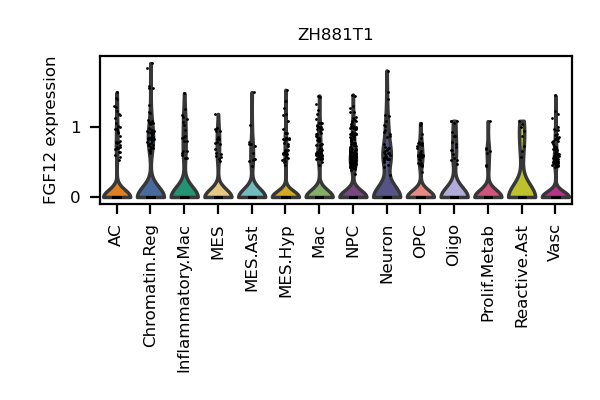 ZH881T1
FGF12 expression
1
0
AC
Chromatin.Reg
Inflammatory.Mac
MES
MES.Ast
MES.Hyp
Mac
NPC
Neuron
OPC
Oligo
Prolif.Metab
Reactive.Ast
Vasc